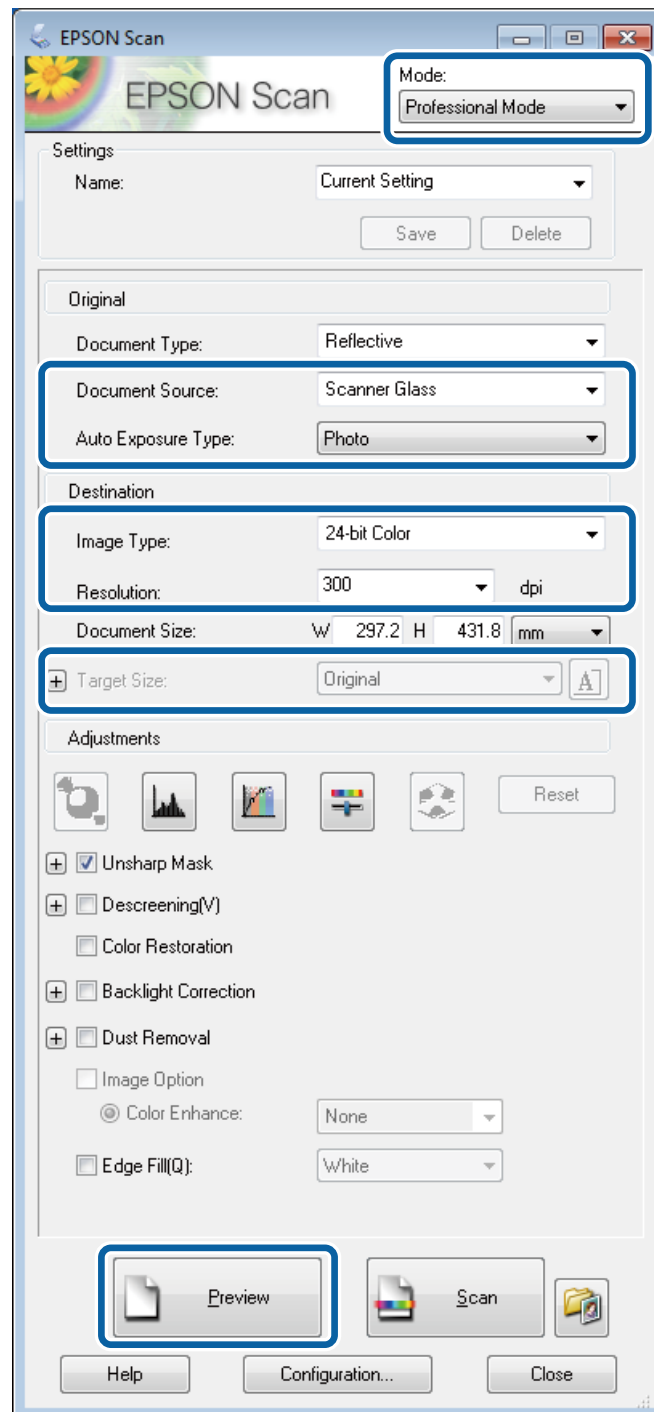 EPSON Scan
EPSON Scan
Mode:
Professional Mode
Settings
Name: Current Setting
Save Delete
Original
Document Type: Reflective
Document Source: Scanner Glass
Auto Exposure Type: Photo
Destination
Image Type: 24-bit Color
Resolution: 300 dpi
Document Size: W 297.2 H 431.8 mm
Target Size: Original A
Adjustments
Reset
Unsharp Mask
Descreening(V)
Color Restoration
Backlight Correction
Dust Removal
Image Option
Color Enhance: None
Edge Fill(Q): White
Preview Scan
Help Configuration... Close